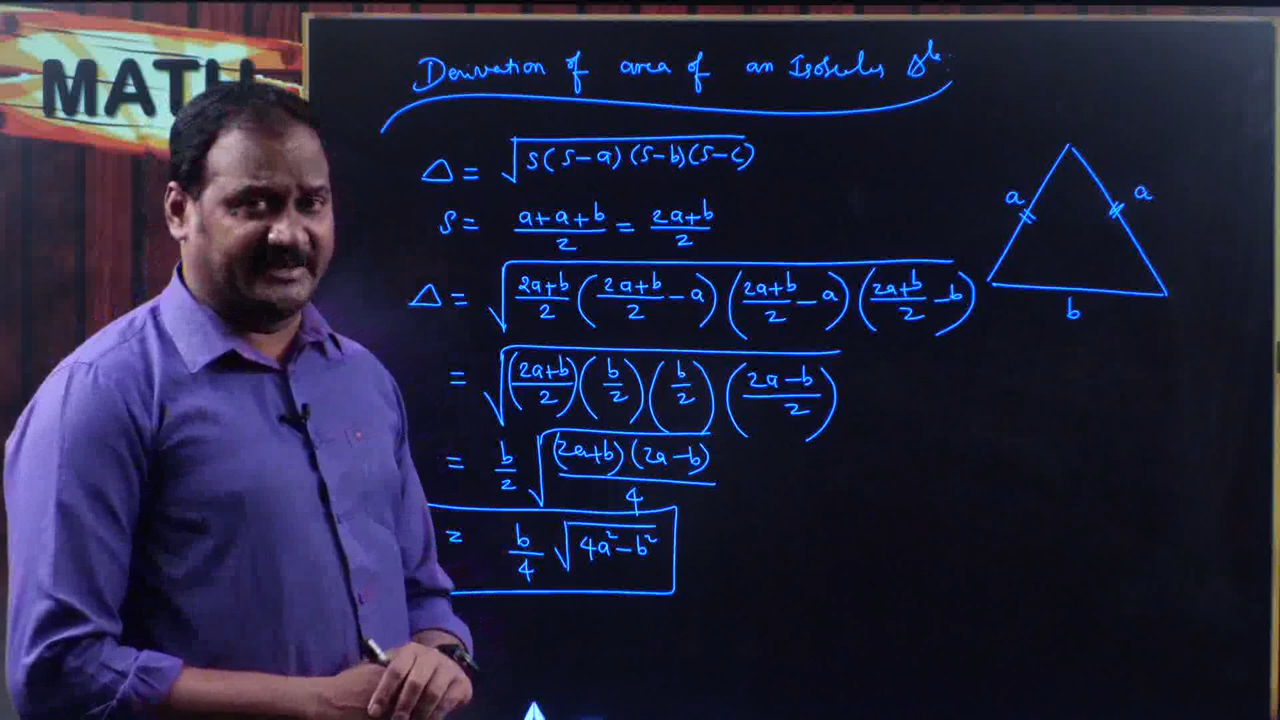 MATH
Derivation of area of an Isosceles Δle.
Δ = √(s(s-a)(s-b)(s-c))
s = (a+a+b)/2 = (2a+b)/2
Δ = √((2a+b)/2 ((2a+b)/2 - a) ((2a+b)/2 - a) ((2a+b)/2 - b))
= √(((2a+b)/2) (b/2) (b/2) ((2a-b)/2))
= b/2 √((2a+b)(2a-b)/4)
= b/4 √(4a²-b²)
a
a
b